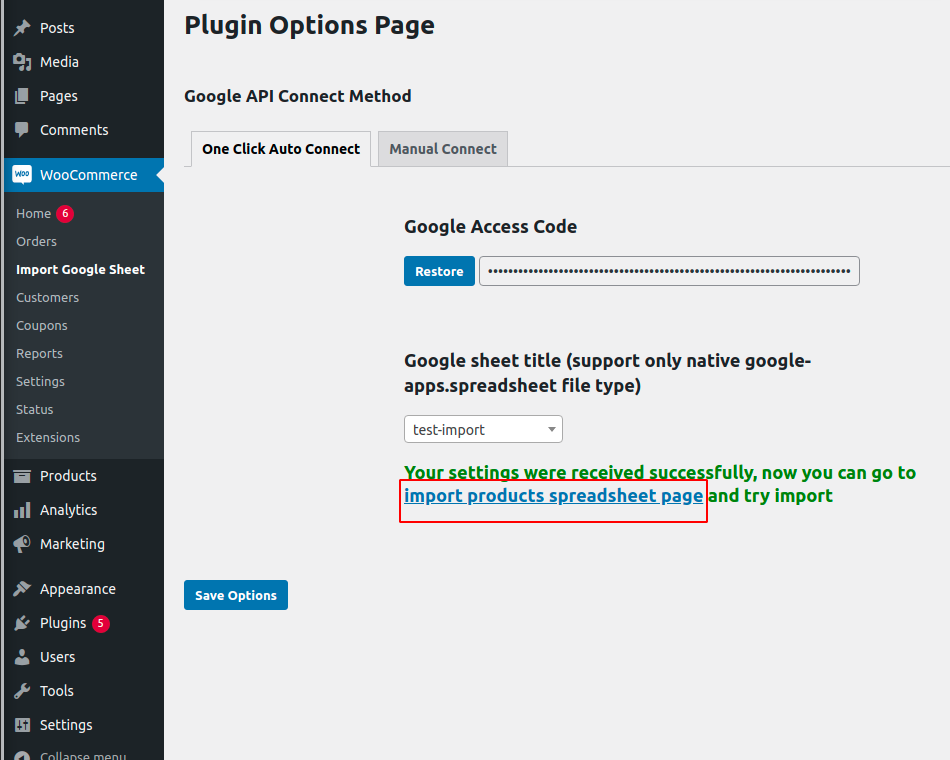 Posts
Media
Pages
Comments
WooCommerce
Home 6
Orders
Import Google Sheet
Customers
Coupons
Reports
Settings
Status
Extensions
Products
Analytics
Marketing
Appearance
Plugins 5
Users
Tools
Settings
Collapse menu
Plugin Options Page
Google API Connect Method
One Click Auto Connect
Manual Connect
Google Access Code
Restore
Google sheet title (support only native google-
apps.spreadsheet file type)
test-import
Your settings were received successfully, now you can go to
import products spreadsheet page and try import
Save Options